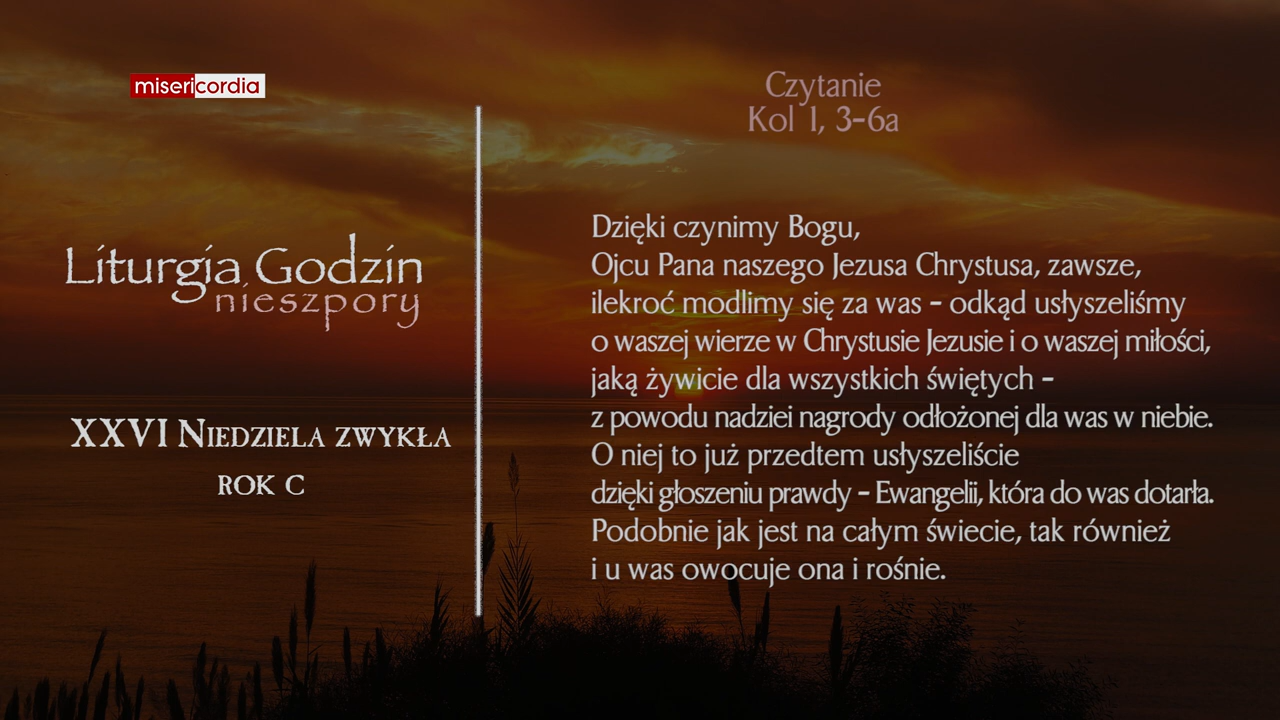 misericordia
Liturgia Godzin
nieszpory
XXVI Niedziela zwykła
rok C
Czytanie
Kol 1, 3-6a
Dzięki czynimy Bogu,
Ojcu Pana naszego Jezusa Chrystusa, zawsze,
ilekroć modlimy się za was - odkąd usłyszeliśmy
o waszej wierze w Chrystusie Jezusie i o waszej miłości,
jaką żywicie dla wszystkich świętych -
z powodu nadziei nagrody odłożonej dla was w niebie.
O niej to już przedtem usłyszeliście
dzięki głoszeniu prawdy - Ewangelii, która do was dotarła.
Podobnie jak jest na całym świecie, tak również
i u was owocuje ona i rośnie.